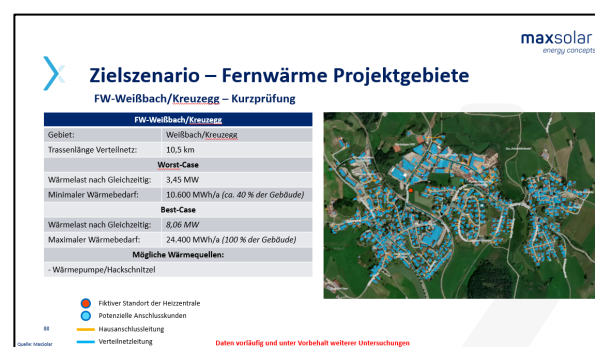 maxsolar
energy concepts
Zielszenario – Fernwärme Projektgebiete
FW-Weißbach/Kreuzegg – Kurzprüfung
FW-Weißbach/Kreuzegg
Gebiet: Weißbach/Kreuzegg
Trassenlänge Verteilnetz: 10,5 km
Worst-Case
Wärmelast nach Gleichzeitig: 3,45 MW
Minimaler Wärmebedarf: 10.600 MWh/a (ca. 40 % der Gebäude)
Best-Case
Wärmelast nach Gleichzeitig: 8,06 MW
Maximaler Wärmebedarf: 24.400 MWh/a (100 % der Gebäude)
Mögliche Wärmequellen:
- Wärmepumpe/Hackschnitzel
Fiktiver Standort der Heizzentrale
Potenzielle Anschlusskunden
Hausanschlussleitung
Verteilnetzleitung
88
Quelle: MaxSolar
Daten vorläufig und unter Vorbehalt weiterer Untersuchungen